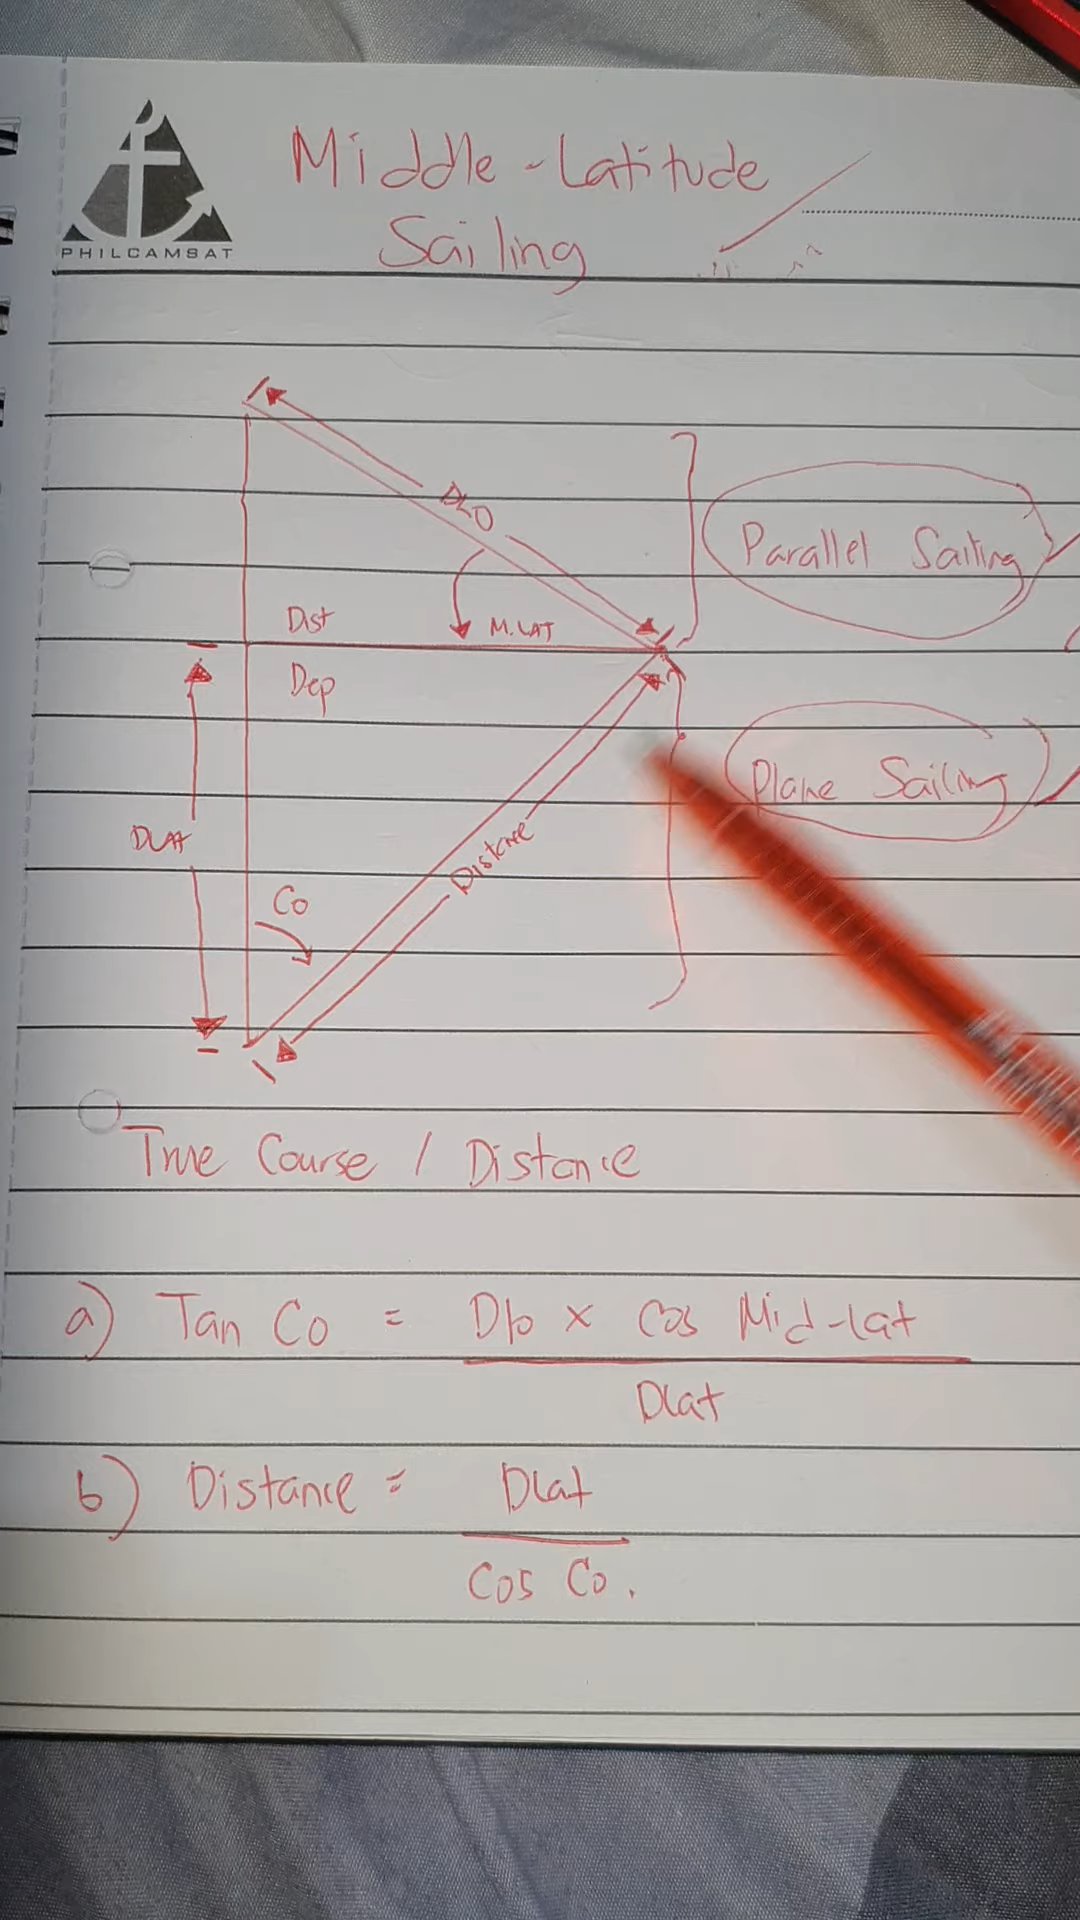 PHILCAMSAT
Middle-Latitude
Sailing
DLO
Parallel Sailing
Dist
M.LAT
Dep
Plane Sailing
DLAT
Distance
Co
True Course / Distance
a) Tan Co = Dlo x Cos Mid-lat
Dlat
b) Distance = Dlat
Cos Co.